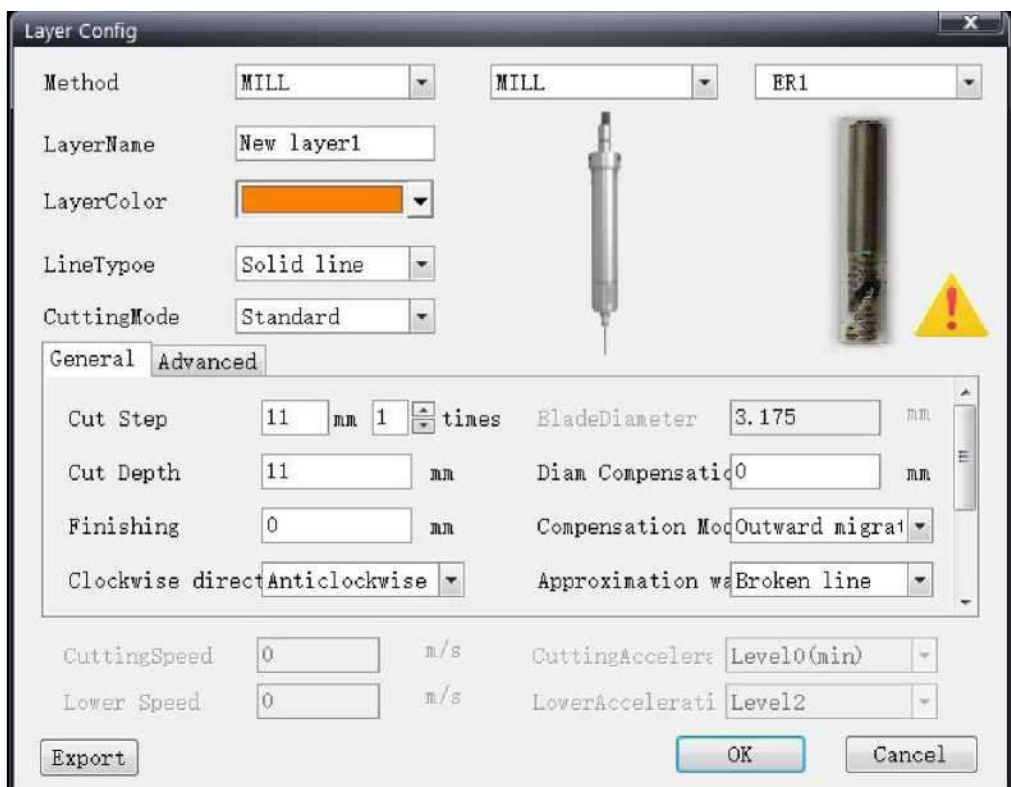 Layer Config
x
Method MILL MILL ER1
LayerName New layer1
LayerColor
LineTypoe Solid line
CuttingMode Standard
General Advanced
Cut Step 11 mm 1 times BladeDiameter 3.175 mm
Cut Depth 11 mm Diam Compensatic 0 mm
Finishing 0 mm Compensation Mod Outward migrat
Clockwise direct Anticlockwise Approximation wa Broken line
CuttingSpeed 0 m/s CuttingAccelera Level0(min)
Lower Speed 0 m/s LowerAccelerati Level2
Export OK Cancel